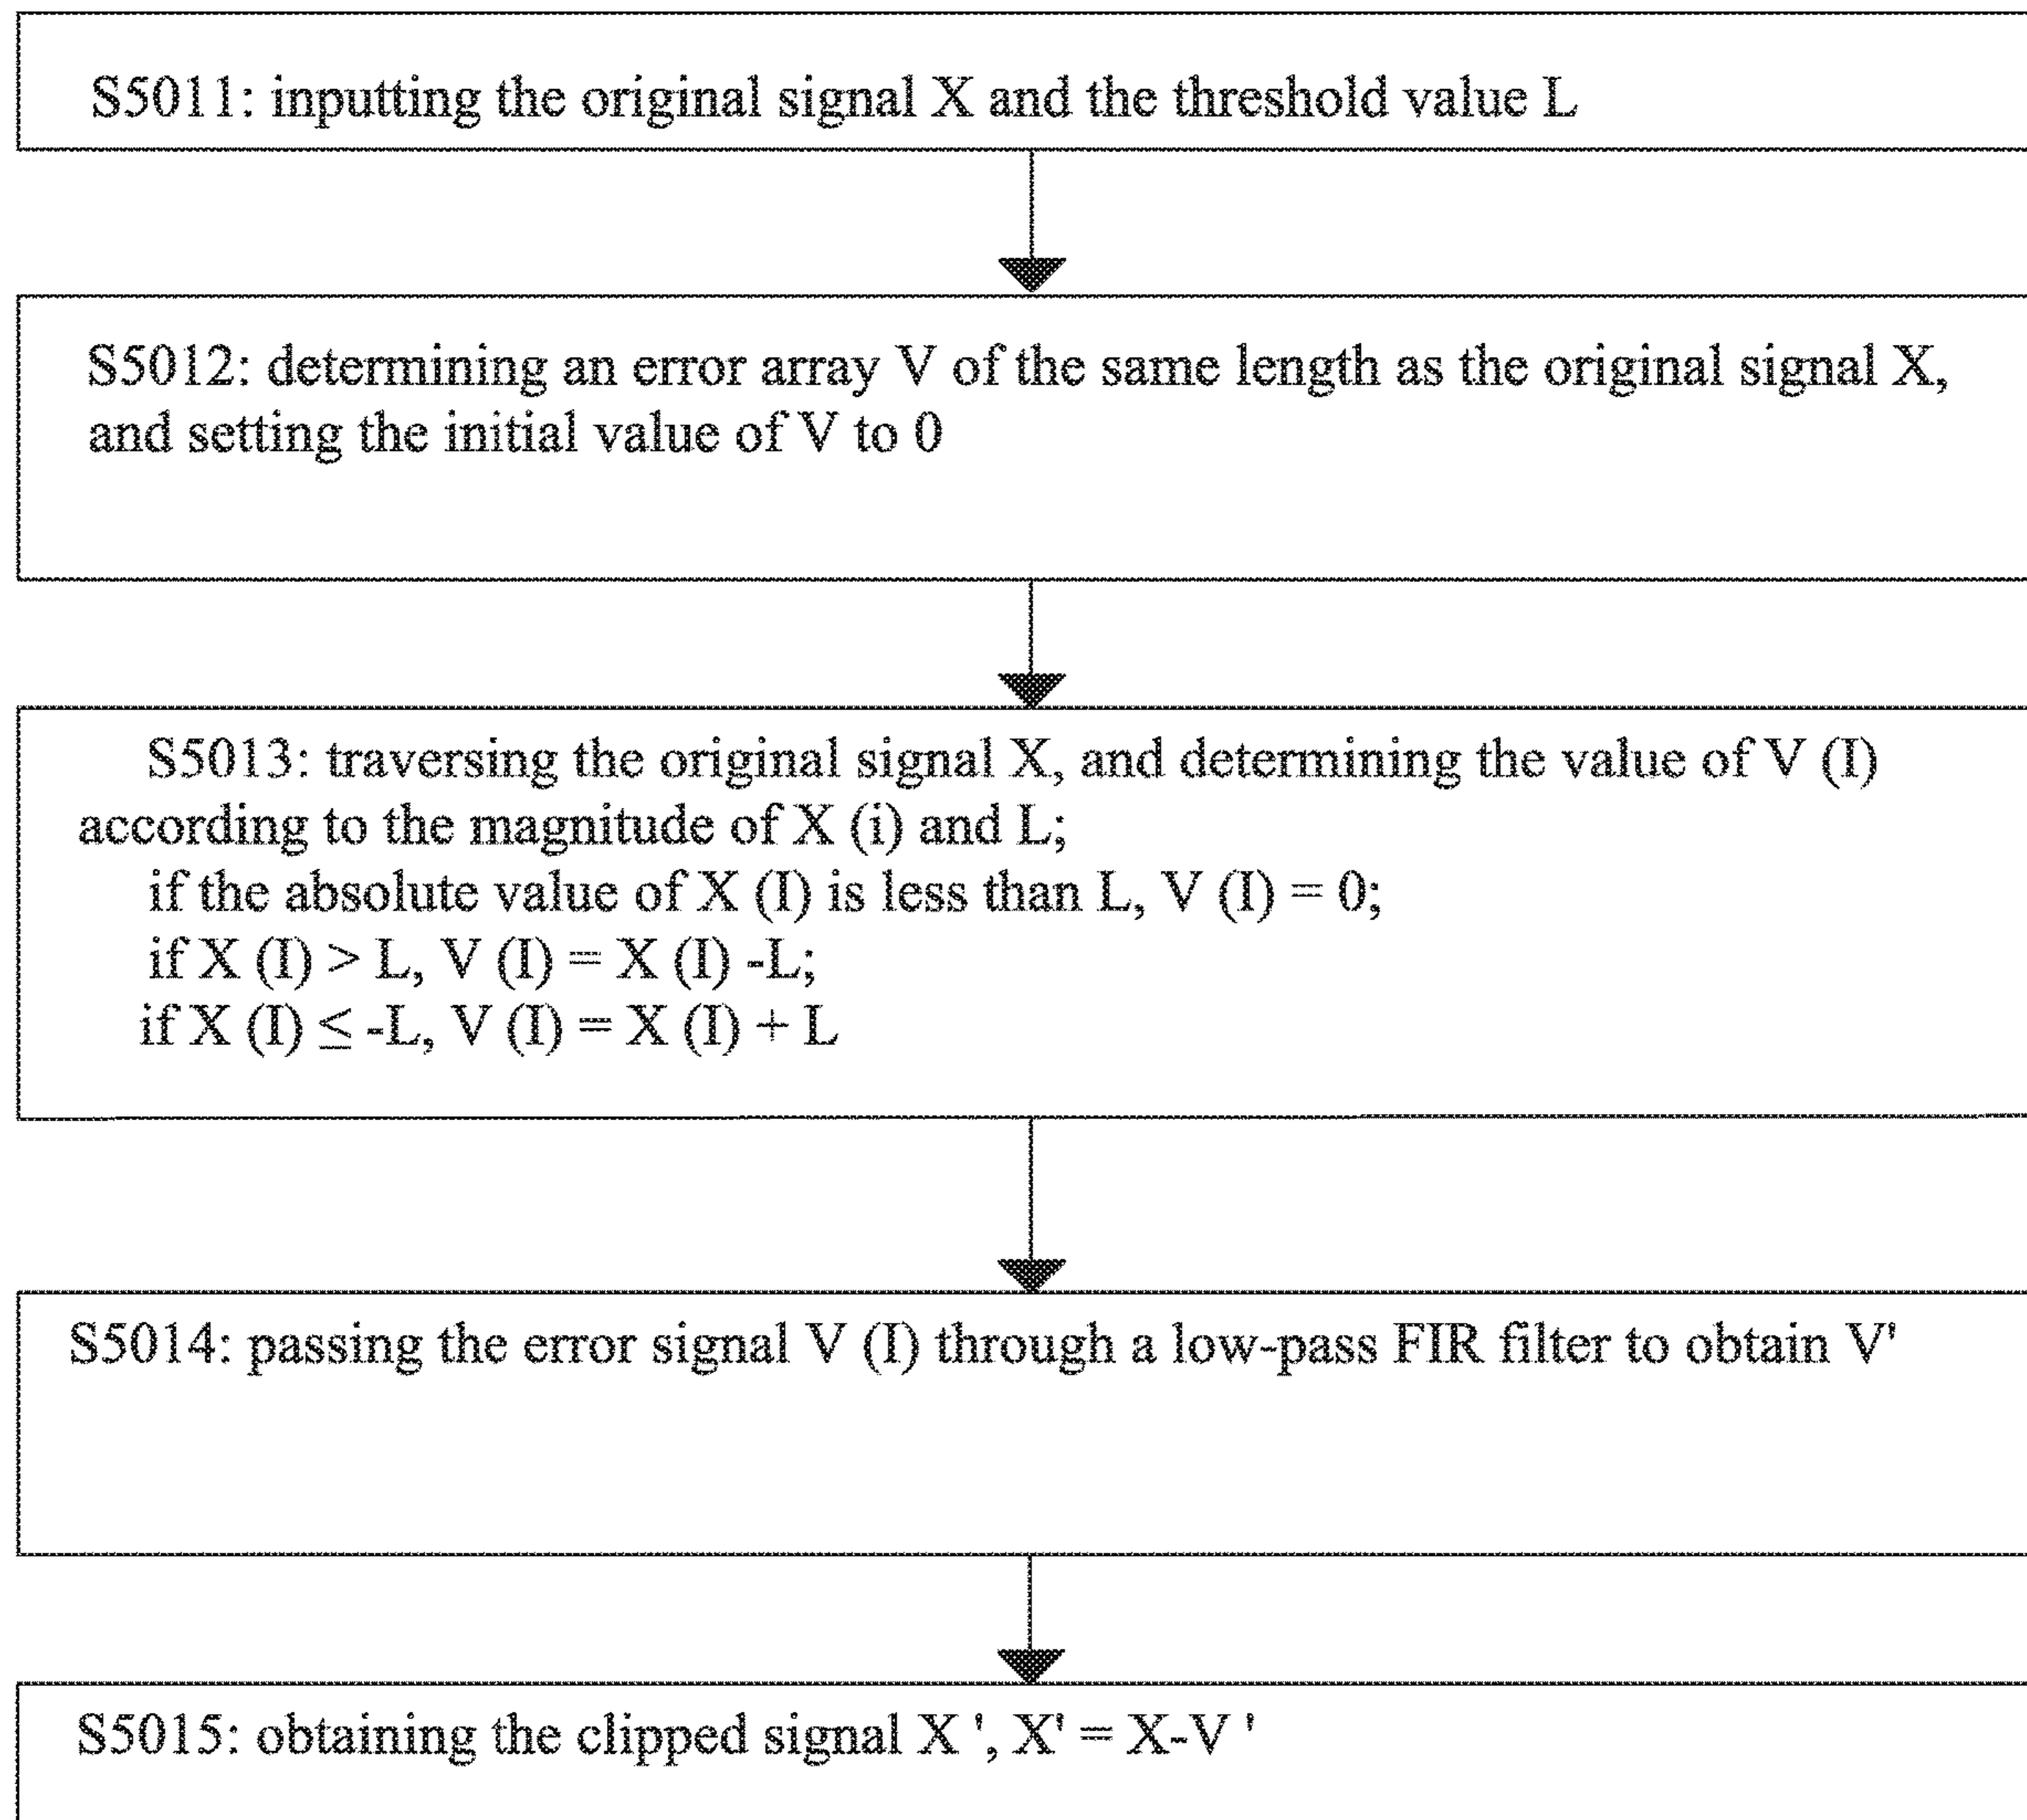 S5011: inputting the original signal X and the threshold value L
S5012: determining an error array V of the same length as the original signal X,
and setting the initial value of V to 0
S5013: traversing the original signal X, and determining the value of V (I)
according to the magnitude of X (i) and L;
if the absolute value of X (I) is less than L, V (I) = 0;
if X (I) > L, V (I) = X (I) -L;
if X (I) ≤ -L, V (I) = X (I) + L
S5014: passing the error signal V (I) through a low-pass FIR filter to obtain V'
S5015: obtaining the clipped signal X ', X' = X-V '